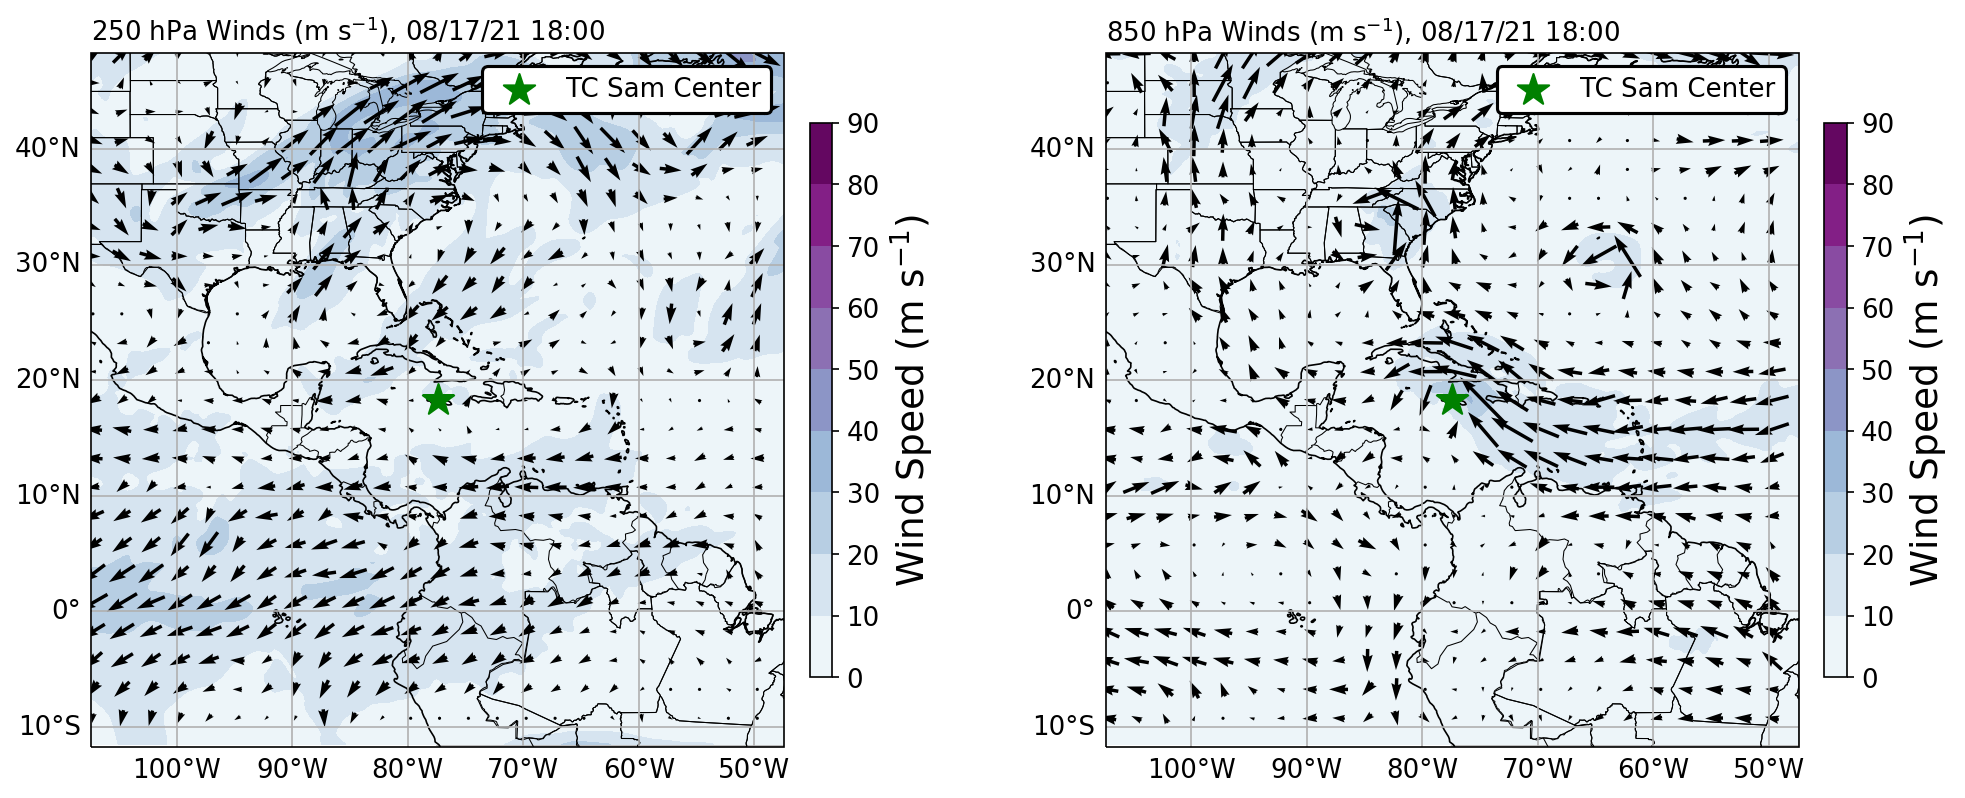 250 hPa Winds (m s⁻¹), 08/17/21 18:00
TC Sam Center
40°N
30°N
20°N
10°N
0°
10°S
100°W 90°W 80°W 70°W 60°W 50°W
90
80
70
60
50
40
30
20
10
0
Wind Speed (m s⁻¹)
850 hPa Winds (m s⁻¹), 08/17/21 18:00
TC Sam Center
40°N
30°N
20°N
10°N
0°
10°S
100°W 90°W 80°W 70°W 60°W 50°W
90
80
70
60
50
40
30
20
10
0
Wind Speed (m s⁻¹)